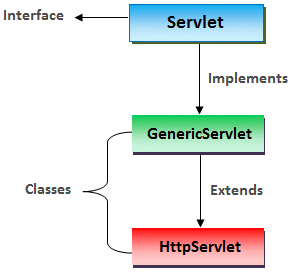 Interface
Servlet
Implements
GenericServlet
Classes
Extends
HttpServlet